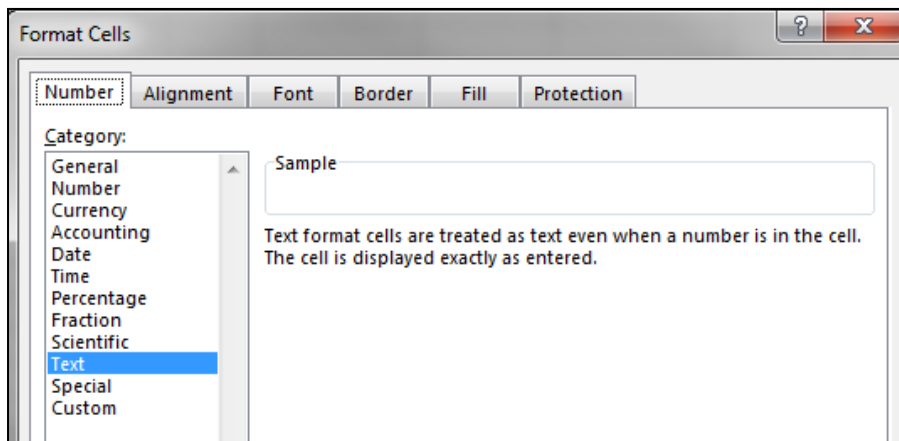 Format Cells
?
X
Number Alignment Font Border Fill Protection
Category:
General
Number
Currency
Accounting
Date
Time
Percentage
Fraction
Scientific
Text
Special
Custom
Sample
Text format cells are treated as text even when a number is in the cell.
The cell is displayed exactly as entered.